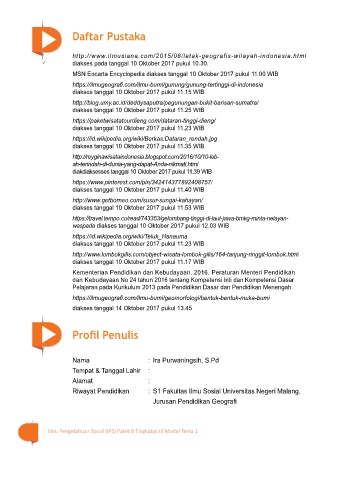 Daftar Pustaka
http://www.ilmusiana.com/2015/08/letak-geografis-wilayah-indonesia.html
diakses pada tanggal 10 Oktober 2017 pukul 10.30.
MSN Encarta Encyclopedia diakses tanggal 10 Oktober 2017 pukul 11.00 WIB
https://ilmugeografi.com/ilmu-bumi/gunung/gunung-tertinggi-di-indonesia
diakses tanggal 10 Oktober 2017 pukul 11.15 WIB
http://blog.umy.ac.id/deddysaputra/pegunungan-bukit-barisan-sumatra/
diakses tanggal 10 Oktober 2017 pukul 11.25 WIB
https://paketwisatatourdieng.com/dataran-tinggi-dieng/
diakses tanggal 10 Oktober 2017 pukul 11.23 WIB
https://id.wikipedia.org/wiki/Berkas:Dataran_rendah.jpg
diakses tanggal 10 Oktober 2017 pukul 11.35 WIB
http://royginawisataindonesia.blogspot.com/2016/10/10-leb-
ah-terindah-di-dunia-yang-dapat-Anda-nikmati.html
diakdiaksesses tanggal 10 Oktober 2017 pukul 11.39 WIB
https://www.pinterest.com/pin/342414377892408757/
diakses tanggal 10 Oktober 2017 pukul 11.40 WIB
http://www.getborneo.com/susur-sungai-kahayan/
diakses tanggal 10 Oktober 2017 pukul 11.53 WIB
https://travel.tempo.co/read/743353/gelombang-tinggi-di-laut-jawa-bmkg-minta-nelayan-
waspada diakses tanggal 10 Oktober 2017 pukul 12.03 WIB
https://id.wikipedia.org/wiki/Teluk_Hanauma
diakses tanggal 10 Oktober 2017 pukul 11.23 WIB
http://www.lombokgilis.com/object-wisata-lombok-gilis/164-tanjung-ringgit-lombok.html
diakses tanggal 10 Oktober 2017 pukul 11.17 WIB
Kementerian Pendidikan dan Kebudayaan. 2016. Peraturan Menteri Pendidikan
dan Kebudayaan No 24 tahun 2016 tentang Kompetensi Inti dan Kompetensi Dasar
Pelajaran pada Kurikulum 2013 pada Pendidikan Dasar dan Pendidikan Menengah.
https://ilmugeografi.com/ilmu-bumi/geomorfologi/bentuk-bentuk-muka-bumi
diakses tanggal 14 Oktober 2017 pukul 13.45
Profil Penulis
Nama : Ira Purwaningsih, S.Pd
Tempat & Tanggal Lahir :
Alamat :
Riwayat Pendidikan : S1 Fakultas Ilmu Sosial Universitas Negeri Malang,
Jurusan Pendidikan Geografi
Ilmu Pengetahuan Sosial (IPS) Paket B Tingkatan III Modul Tema 1